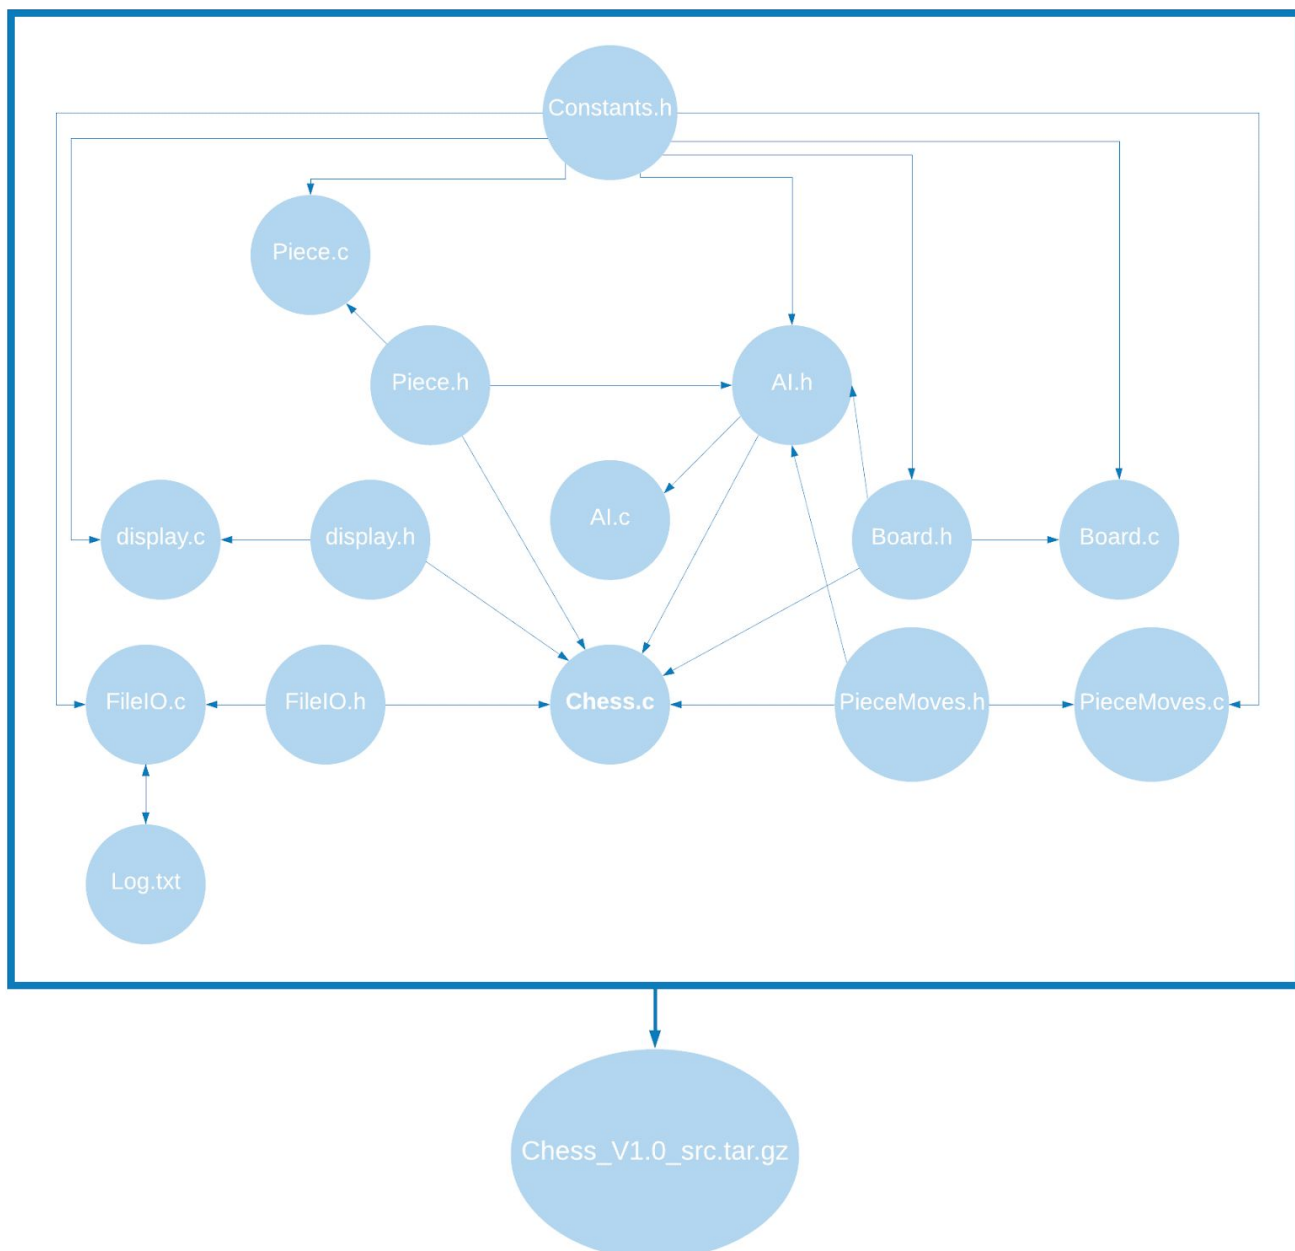 Constants.h
Piece.c
Piece.h
AI.h
AI.c
display.c
display.h
Board.h
Board.c
FileIO.c
FileIO.h
Chess.c
PieceMoves.h
PieceMoves.c
Log.txt
Chess_V1.0_src.tar.gz